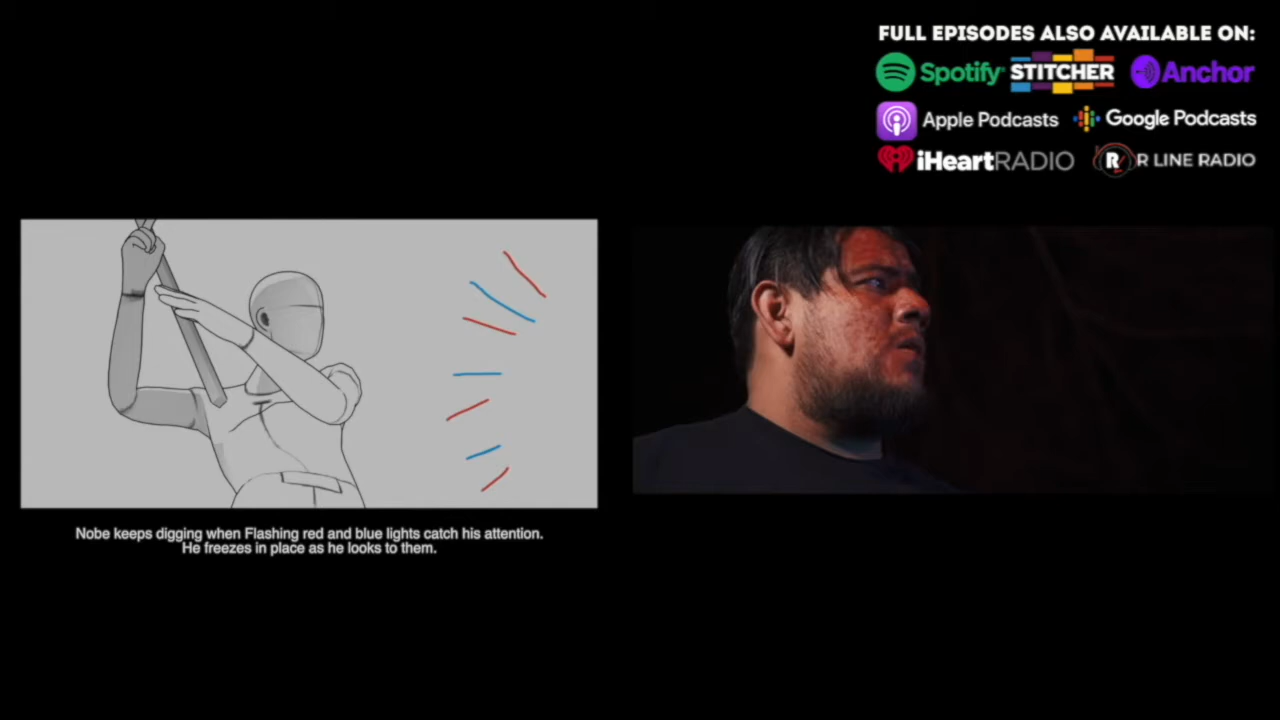 FULL EPISODES ALSO AVAILABLE ON:
Spotify STITCHER Anchor
Apple Podcasts Google Podcasts
iHeartRADIO R R LINE RADIO
Nobe keeps digging when Flashing red and blue lights catch his attention.
He freezes in place as he looks to them.